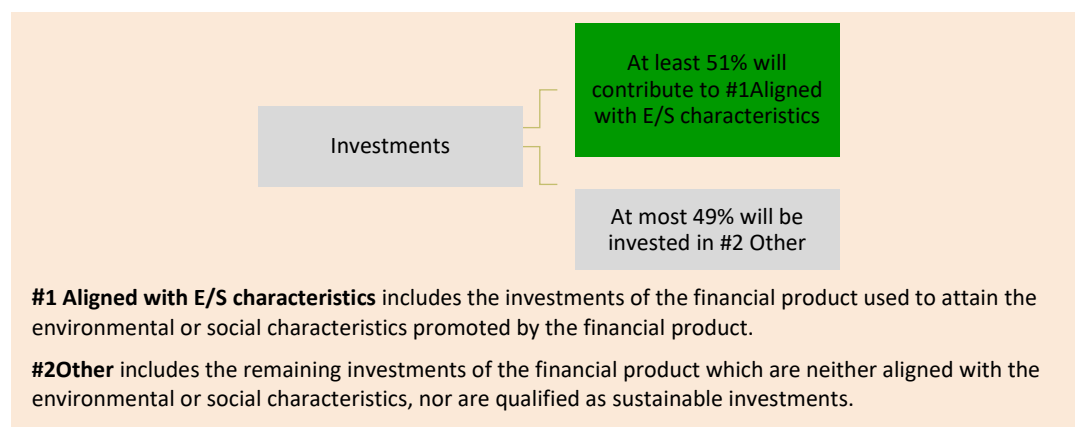 At least 51% will
contribute to #1Aligned
with E/S characteristics
Investments
At most 49% will be
invested in #2 Other
#1 Aligned with E/S characteristics includes the investments of the financial product used to attain the
environmental or social characteristics promoted by the financial product.
#2Other includes the remaining investments of the financial product which are neither aligned with the
environmental or social characteristics, nor are qualified as sustainable investments.